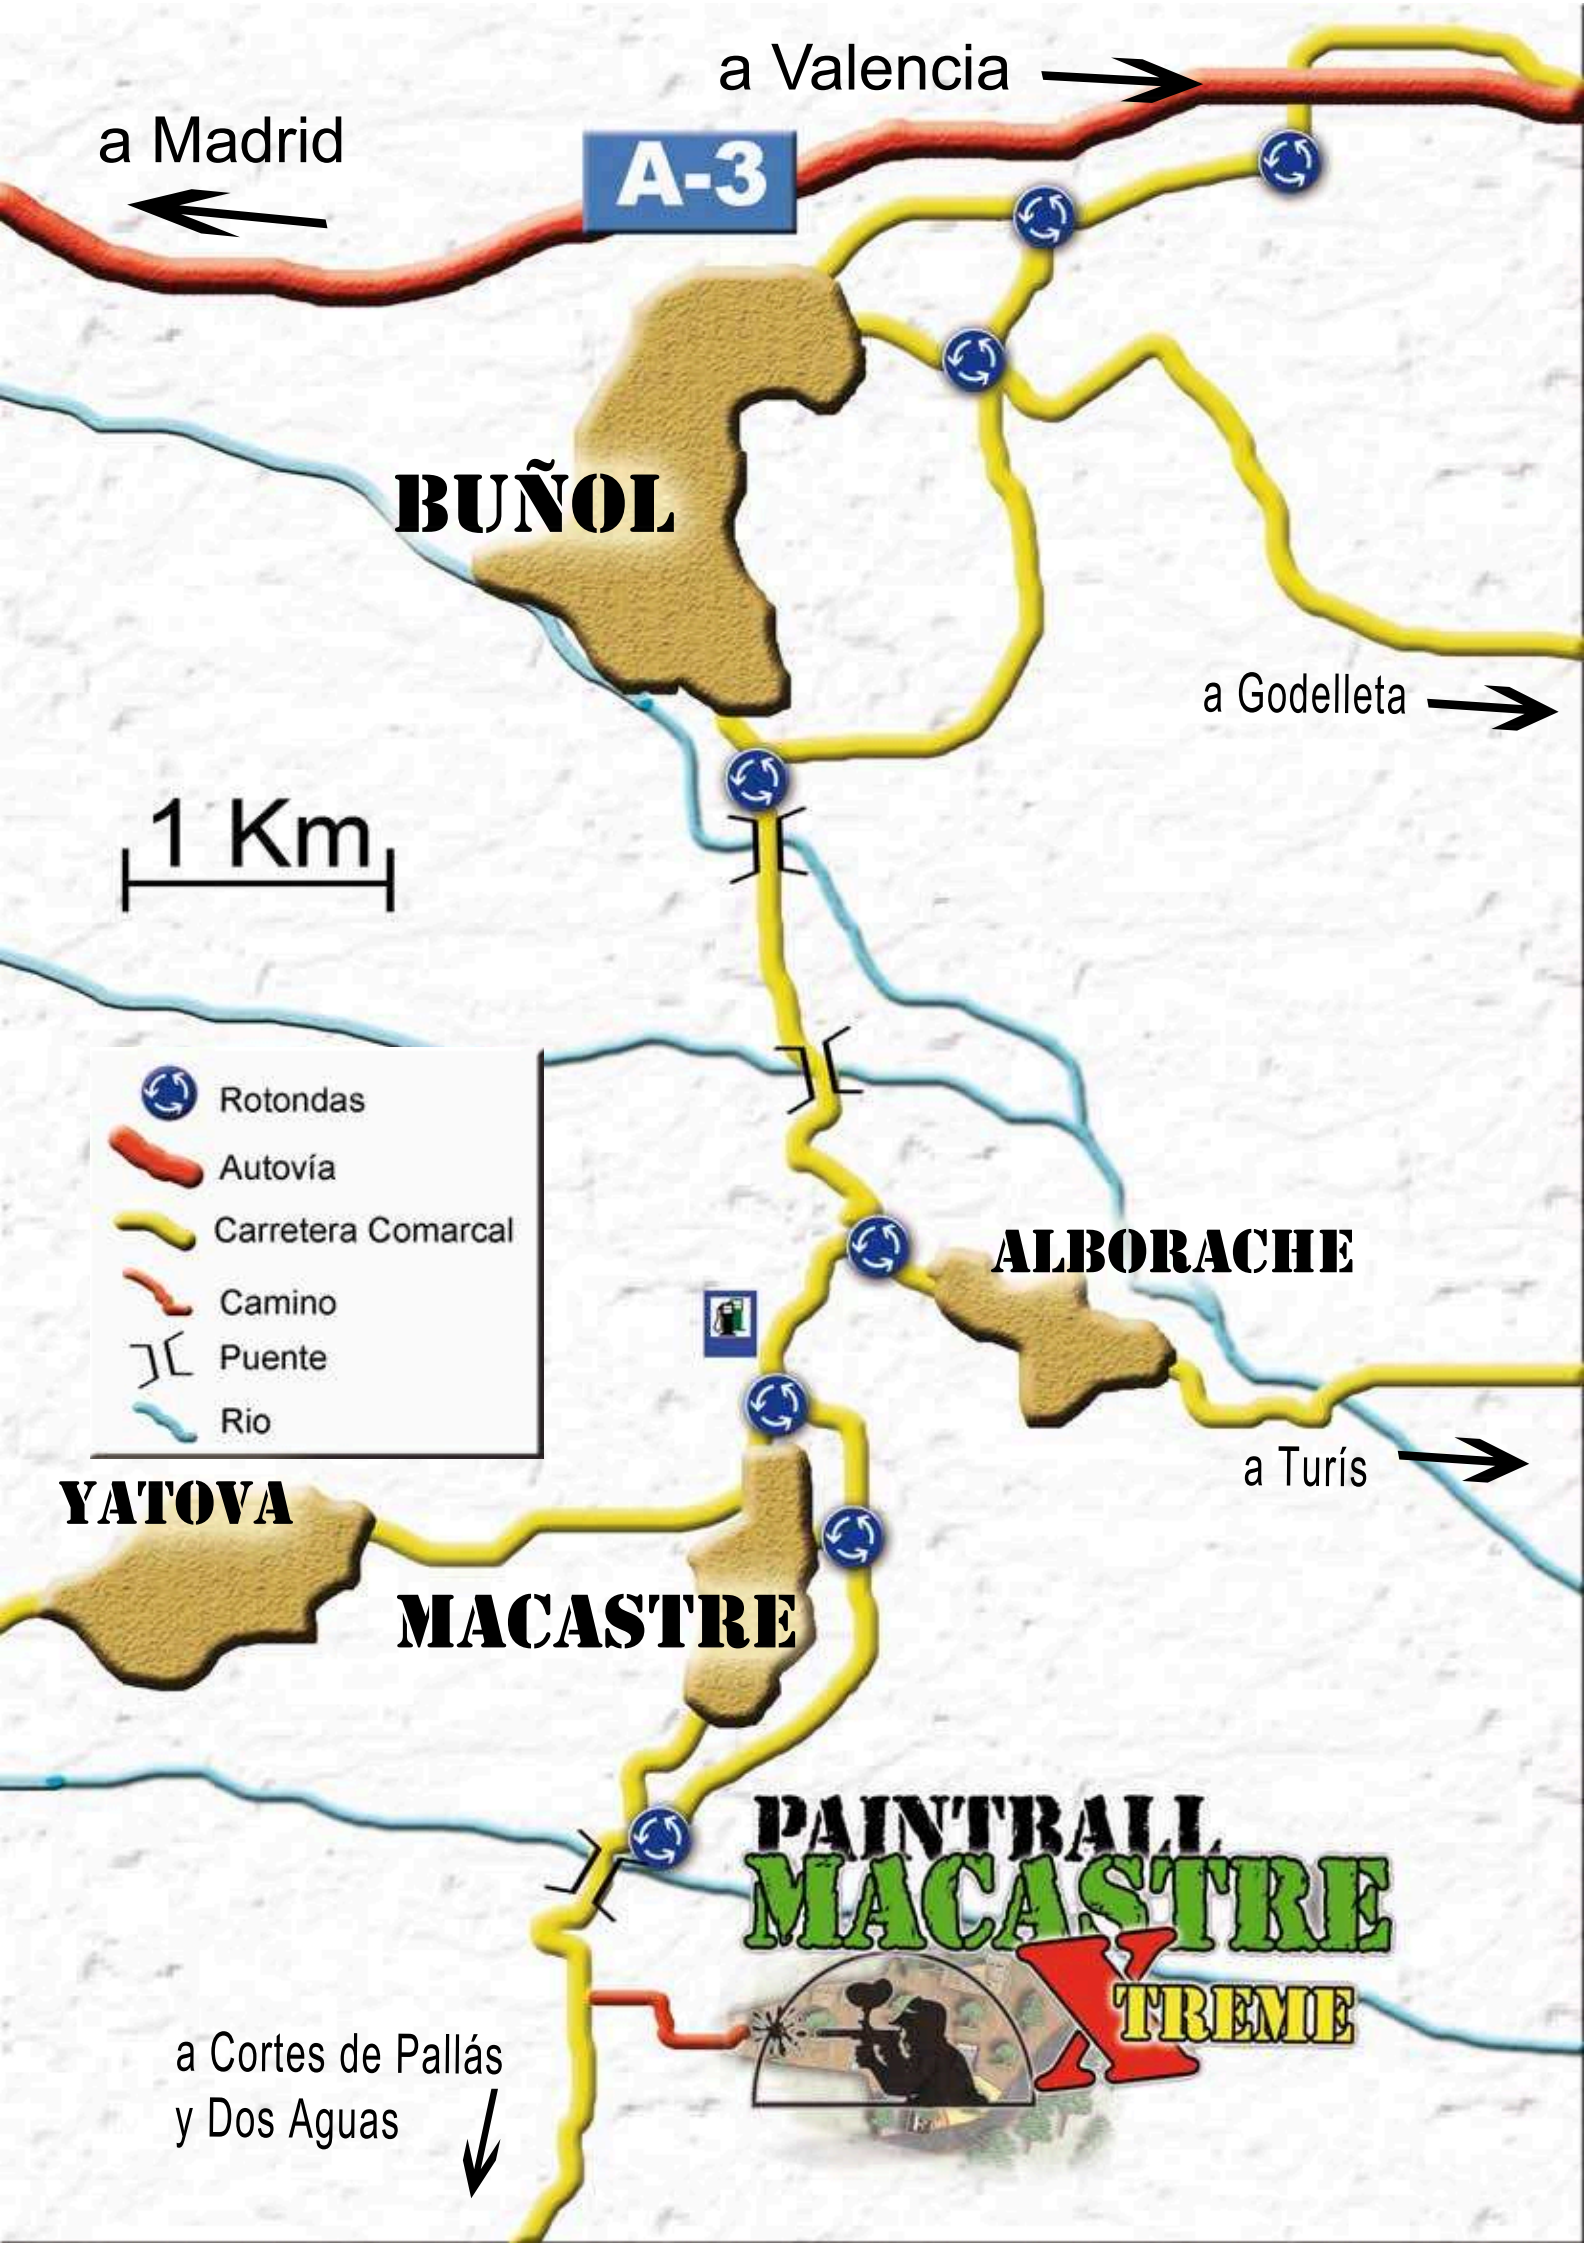 a Valencia
a Madrid
A-3
BUÑOL
a Godelleta
1 Km
Rotondas
Autovía
Carretera Comarcal
Camino
Puente
Rio
ALBORACHE
a Turís
YATOVA
MACASTRE
PAINTBALL
MACASTRE
XTREME
a Cortes de Pallás
y Dos Aguas